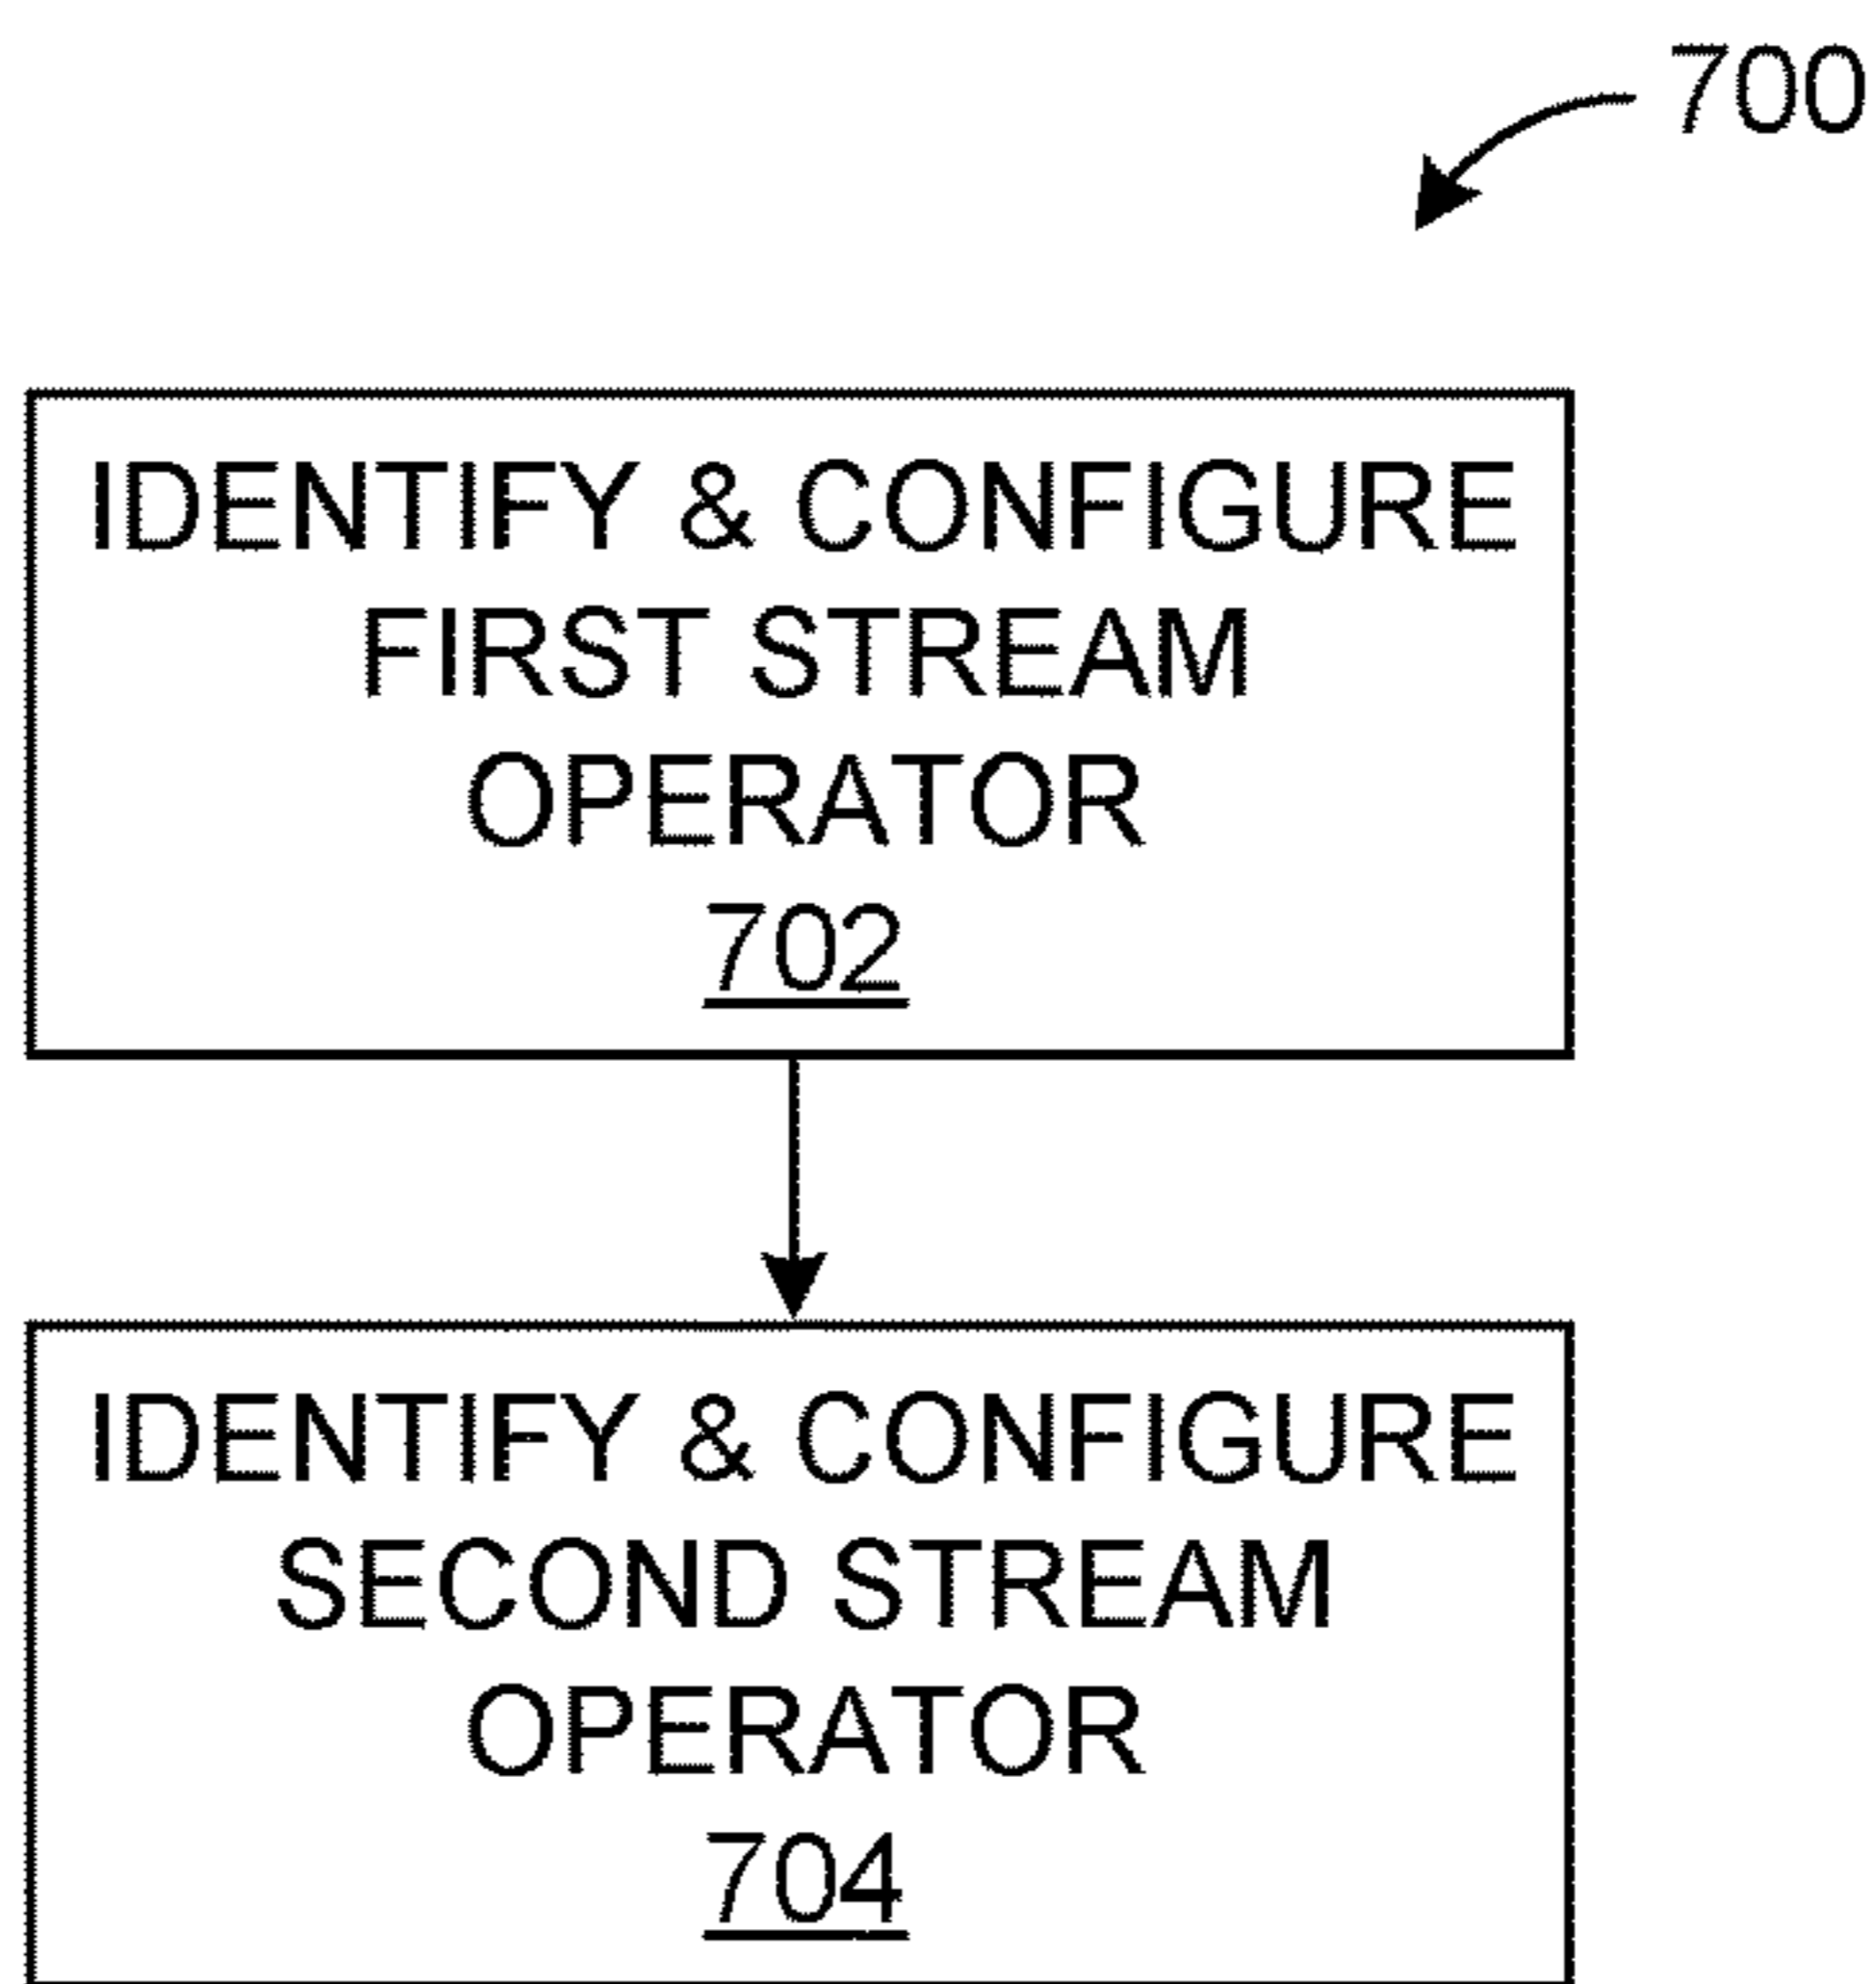 700
IDENTIFY & CONFIGURE
FIRST STREAM
OPERATOR
702
IDENTIFY & CONFIGURE
SECOND STREAM
OPERATOR
704